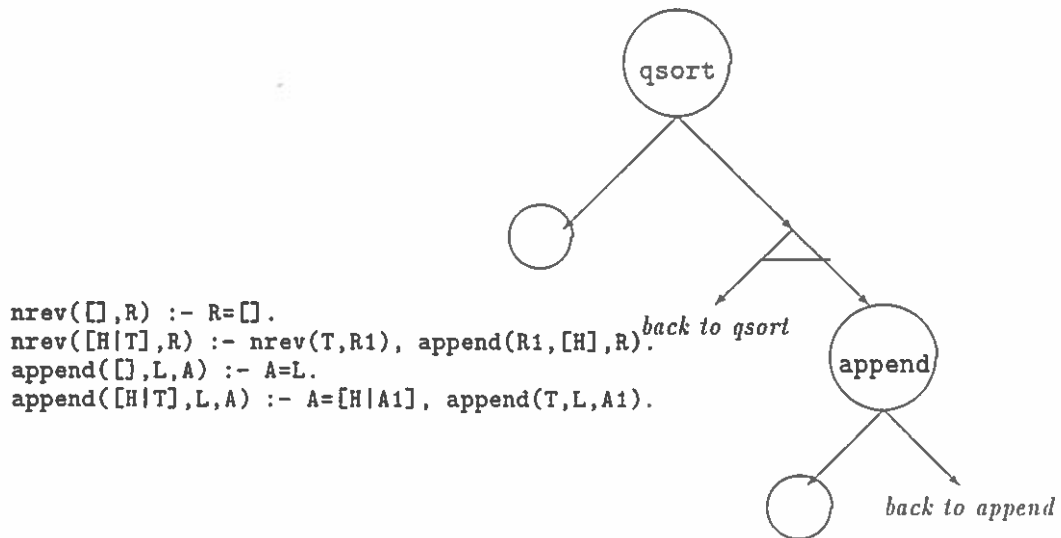 qsort
nrev([],R) :- R=[].
nrev([H|T],R) :- nrev(T,R1), append(R1,[H],R).
append([],L,A) :- A=L.
append([H|T],L,A) :- A=[H|A1], append(T,L,A1).
back to qsort
append
back to append